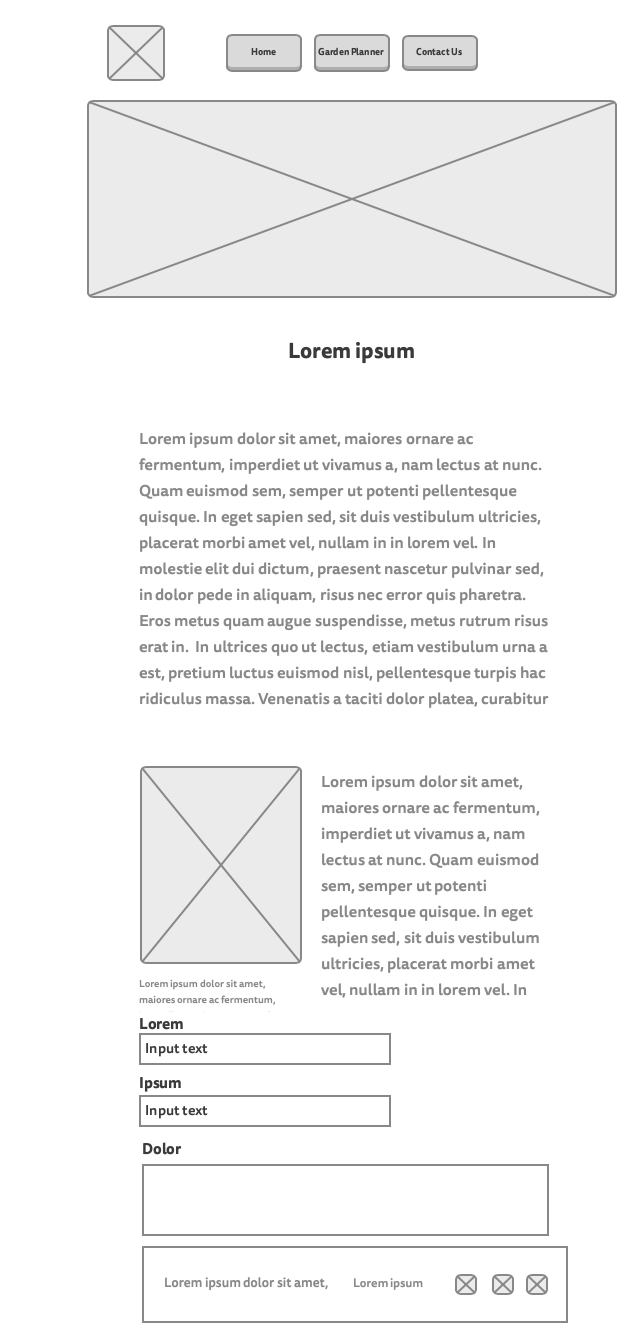 Home
Garden Planner
Contact Us
Lorem ipsum
Lorem ipsum dolor sit amet, maiores ornare ac
fermentum, imperdiet ut vivamus a, nam lectus at nunc.
Quam euismod sem, semper ut potenti pellentesque
quisque. In eget sapien sed, sit duis vestibulum ultricies,
placerat morbi amet vel, nullam in in lorem vel. In
molestie elit dui dictum, praesent nascetur pulvinar sed,
in dolor pede in aliquam, risus nec error quis pharetra.
Eros metus quam augue suspendisse, metus rutrum risus
erat in.  In ultrices quo ut lectus, etiam vestibulum urna a
est, pretium luctus euismod nisl, pellentesque turpis hac
ridiculus massa. Venenatis a taciti dolor platea, curabitur
Lorem ipsum dolor sit amet,
maiores ornare ac fermentum,
imperdiet ut vivamus a, nam
lectus at nunc. Quam euismod
sem, semper ut potenti
pellentesque quisque. In eget
sapien sed, sit duis vestibulum
ultricies, placerat morbi amet
vel, nullam in in lorem vel. In
Lorem ipsum dolor sit amet,
maiores ornare ac fermentum,
Lorem
Input text
Ipsum
Input text
Dolor
Lorem ipsum dolor sit amet,
Lorem ipsum